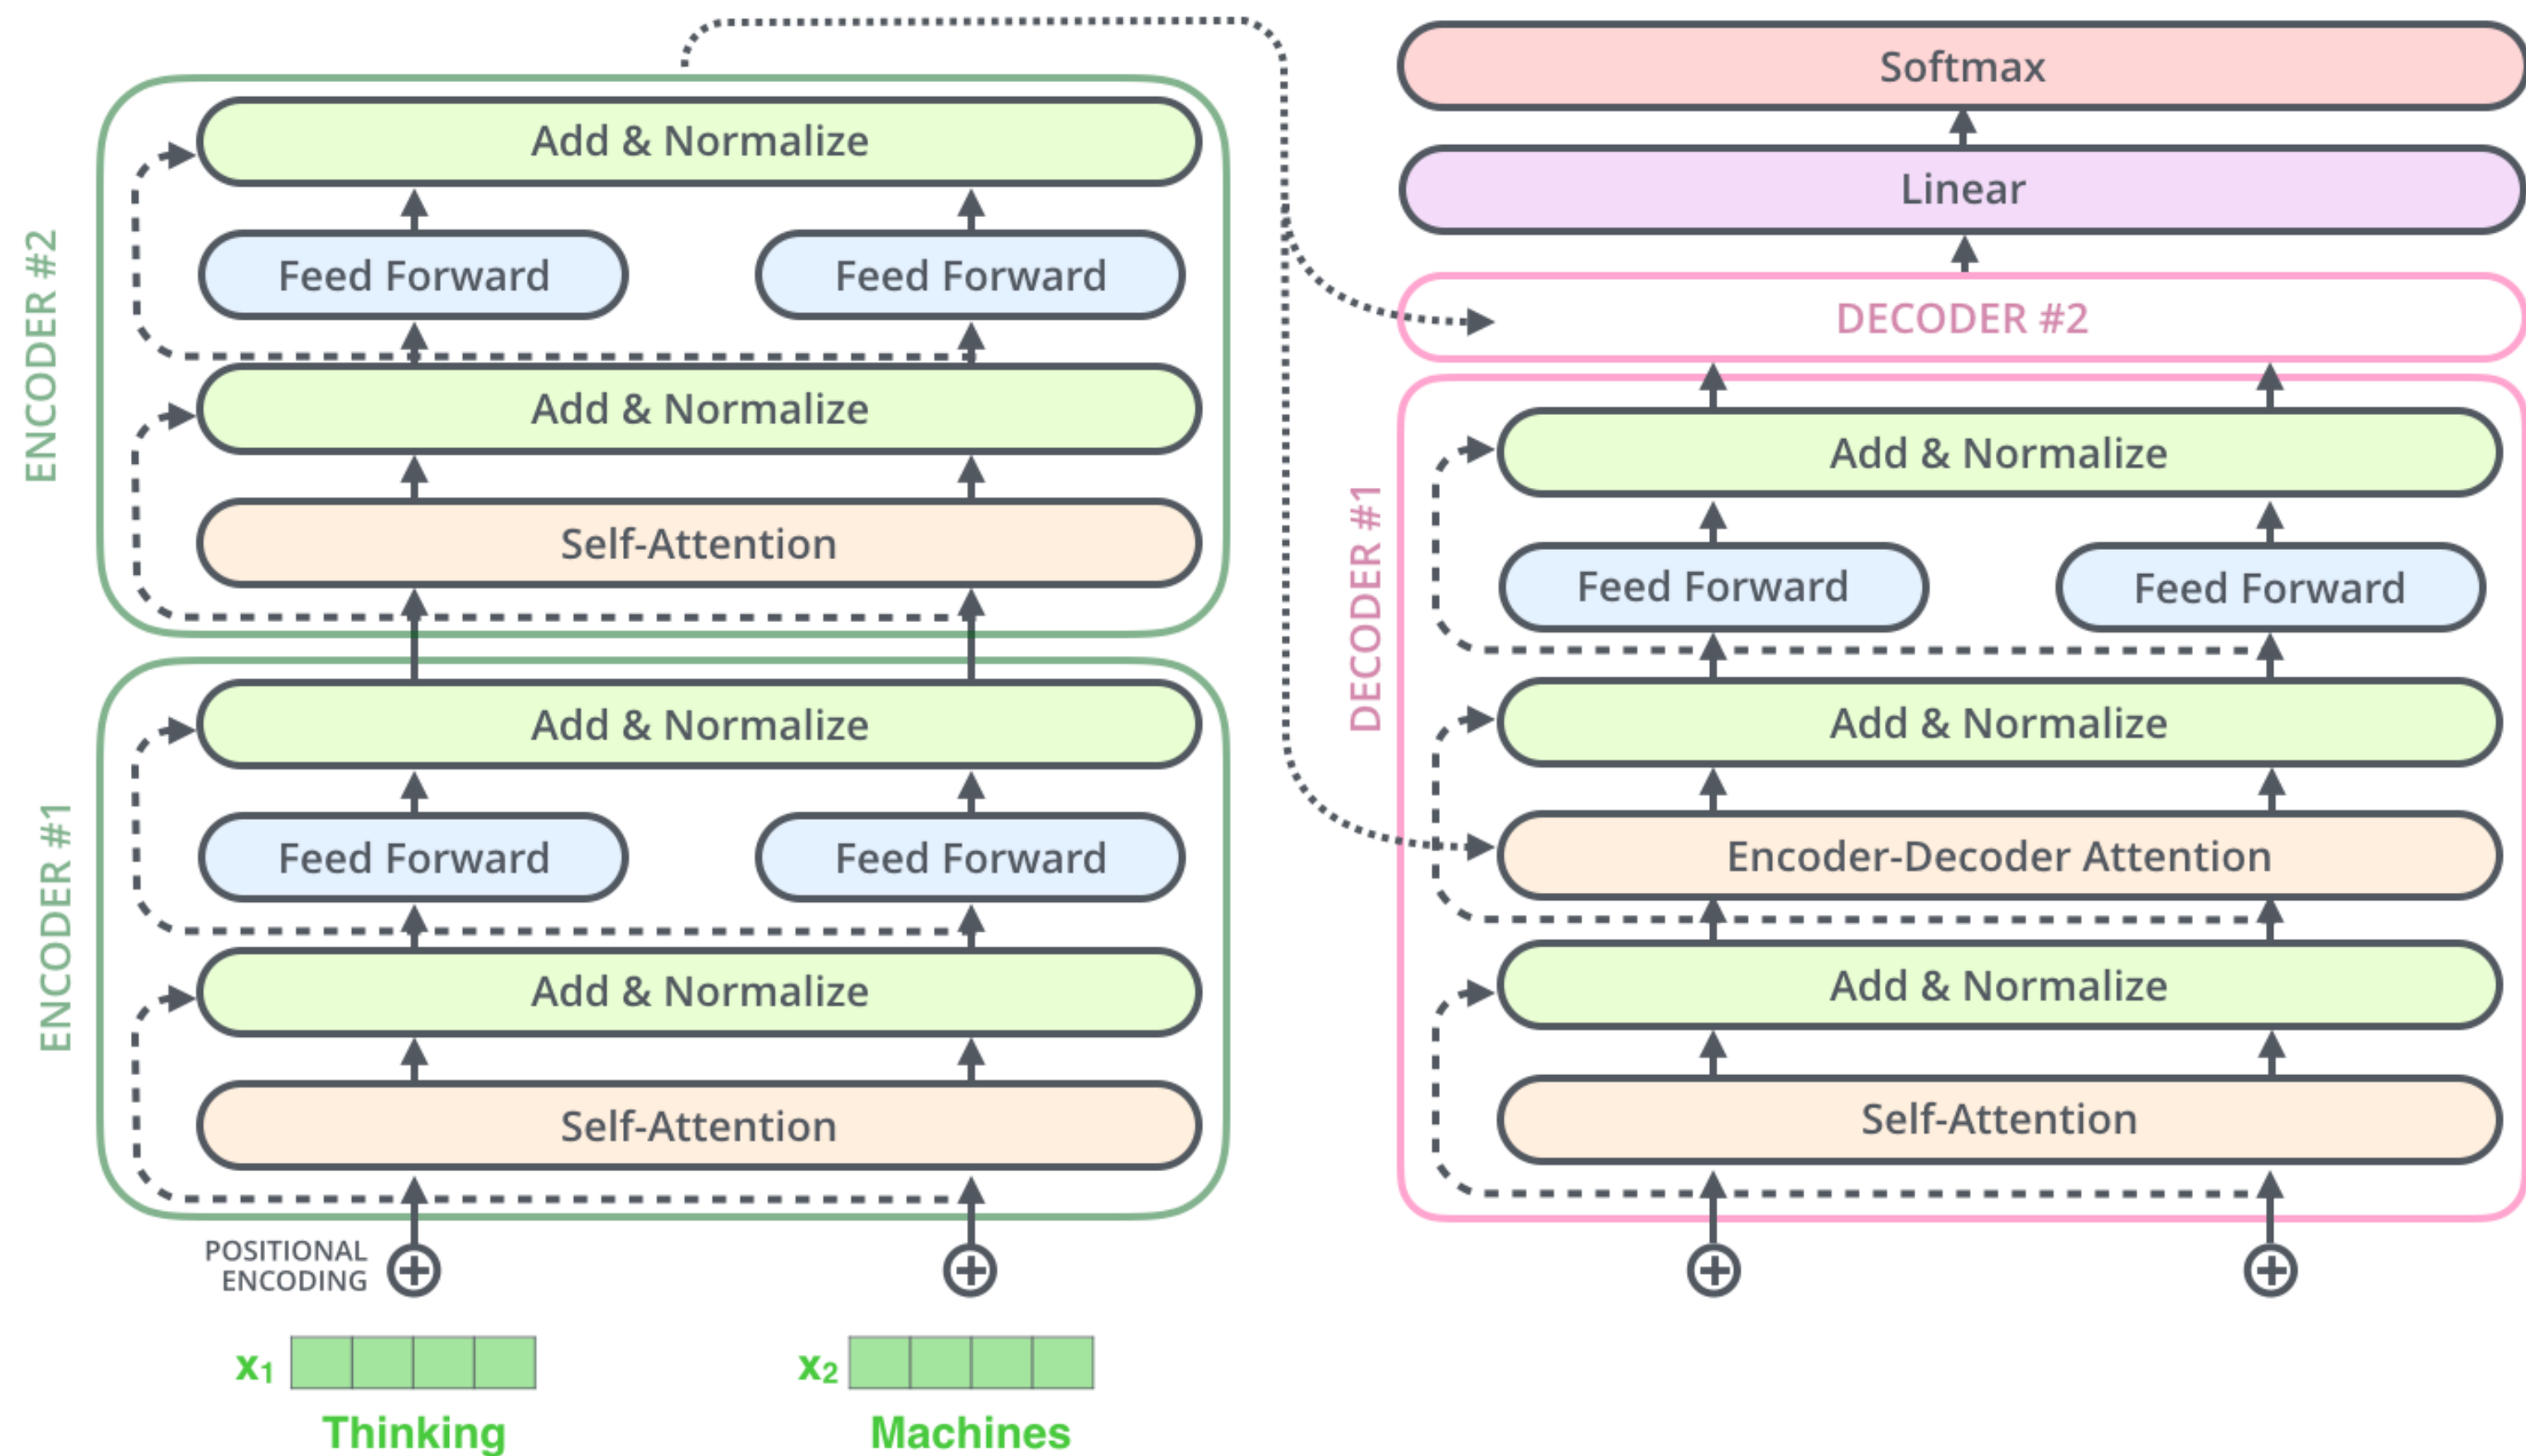 ENCODER #2
Add & Normalize
Feed Forward
Feed Forward
Add & Normalize
Self-Attention
ENCODER #1
Add & Normalize
Feed Forward
Feed Forward
Add & Normalize
Self-Attention
POSITIONAL
ENCODING
x1
x2
Thinking
Machines
Softmax
Linear
DECODER #2
DECODER #1
Add & Normalize
Feed Forward
Feed Forward
Add & Normalize
Encoder-Decoder Attention
Add & Normalize
Self-Attention